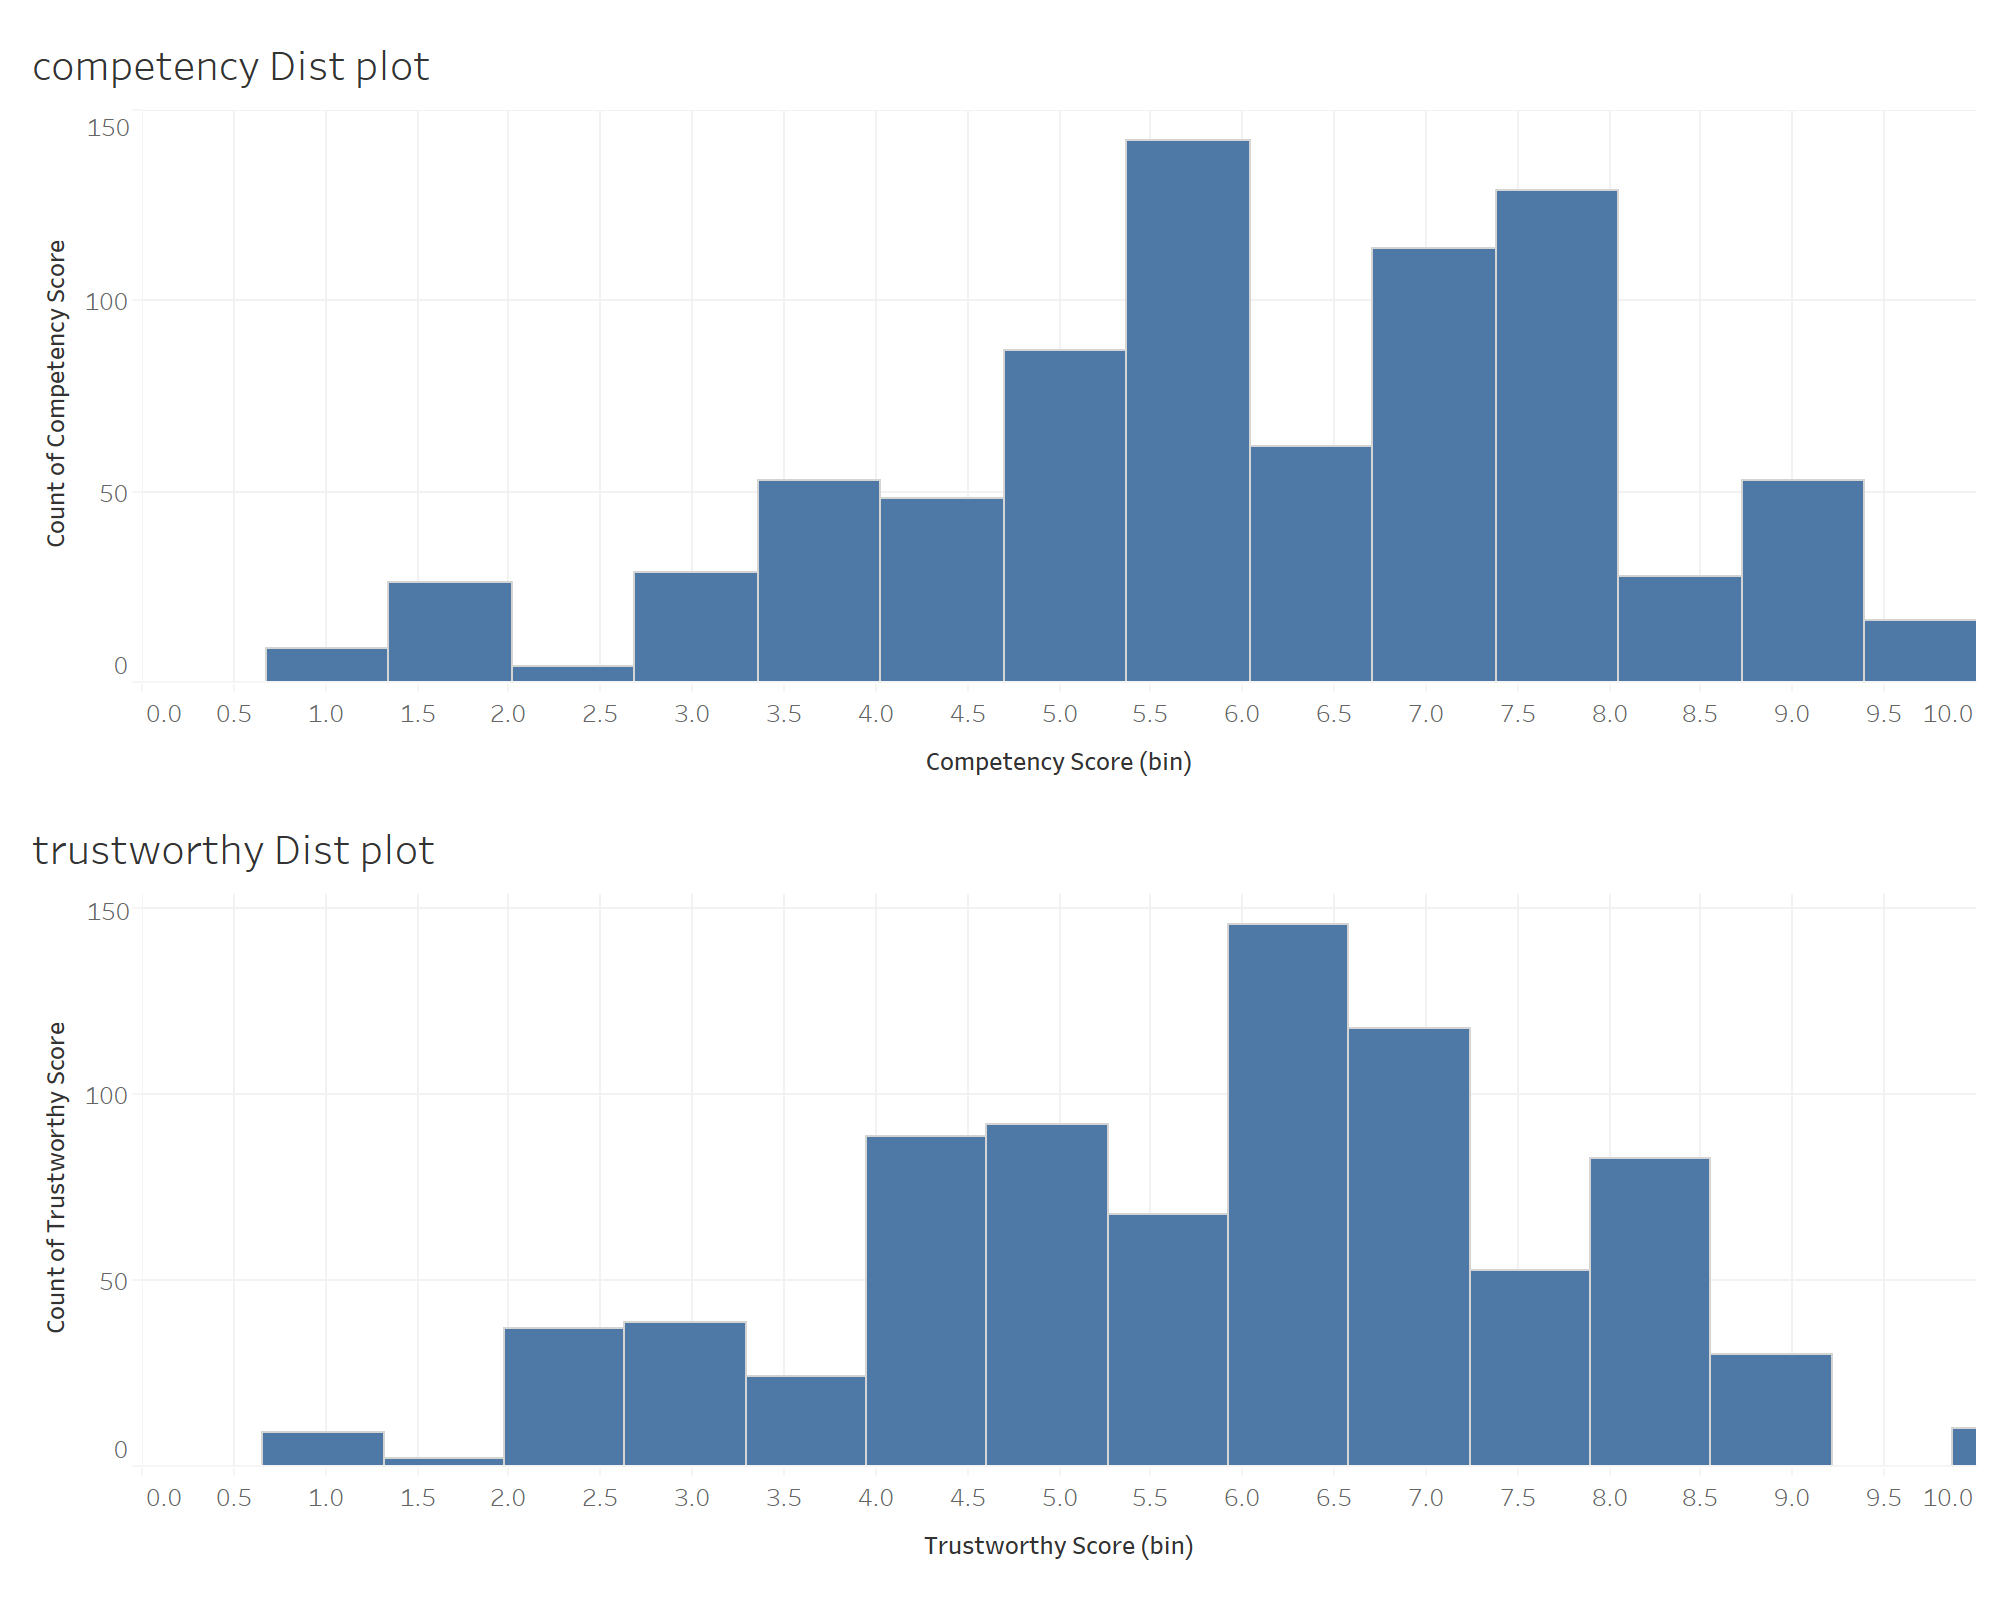 competency Dist plot
150
100
50
0
Count of Competency Score
0.0 0.5 1.0 1.5 2.0 2.5 3.0 3.5 4.0 4.5 5.0 5.5 6.0 6.5 7.0 7.5 8.0 8.5 9.0 9.5 10.0
Competency Score (bin)
trustworthy Dist plot
150
100
50
0
Count of Trustworthy Score
0.0 0.5 1.0 1.5 2.0 2.5 3.0 3.5 4.0 4.5 5.0 5.5 6.0 6.5 7.0 7.5 8.0 8.5 9.0 9.5 10.0
Trustworthy Score (bin)